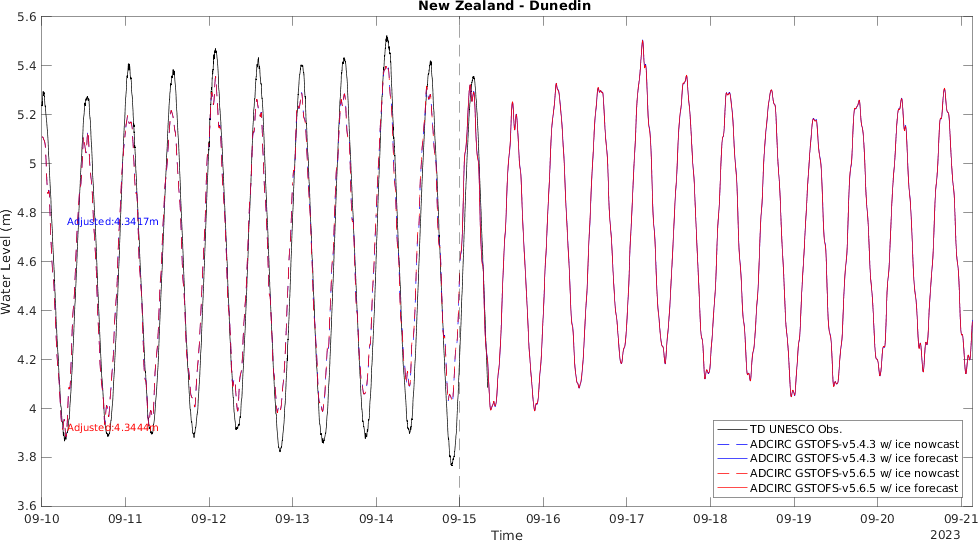 New Zealand - Dunedin
Water Level (m)
5.6
5.4
5.2
5
4.8
4.6
4.4
4.2
4
3.8
3.6
Adjusted:4.3417m
Adjusted:4.3444m
TD UNESCO Obs.
ADCIRC GSTOFS-v5.4.3 w/ ice nowcast
ADCIRC GSTOFS-v5.4.3 w/ ice forecast
ADCIRC GSTOFS-v5.6.5 w/ ice nowcast
ADCIRC GSTOFS-v5.6.5 w/ ice forecast
09-10 09-11 09-12 09-13 09-14 09-15 09-16 09-17 09-18 09-19 09-20 09-21
Time
2023